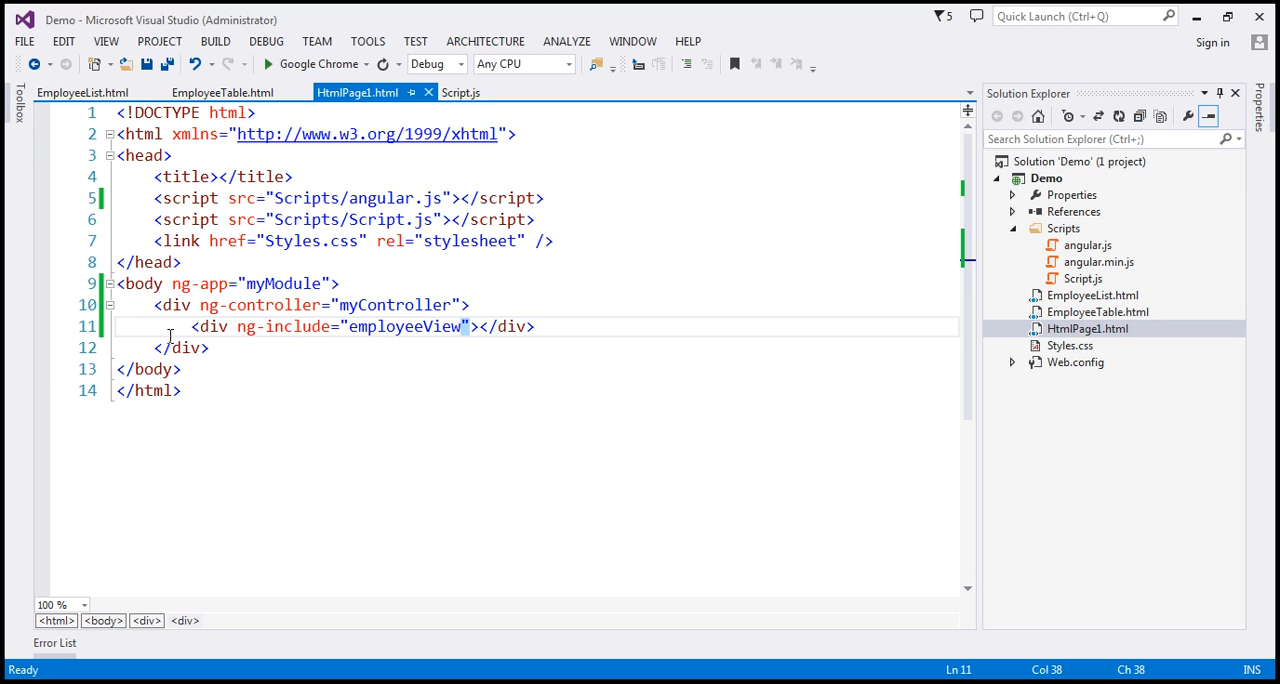 Demo - Microsoft Visual Studio (Administrator)
5
Quick Launch (Ctrl+Q)
FILE EDIT VIEW PROJECT BUILD DEBUG TEAM TOOLS TEST ARCHITECTURE ANALYZE WINDOW HELP
Sign in
Google Chrome Debug Any CPU
Toolbox
EmployeeList.html EmployeeTable.html HtmlPage1.html Script.js
1 <!DOCTYPE html>
2 <html xmlns="http://www.w3.org/1999/xhtml">
3 <head>
4 <title></title>
5 <script src="Scripts/angular.js"></script>
6 <script src="Scripts/Script.js"></script>
7 <link href="Styles.css" rel="stylesheet" />
8 </head>
9 <body ng-app="myModule">
10 <div ng-controller="myController">
11 <div ng-include="employeeView"></div>
12 </div>
13 </body>
14 </html>
100 %
<html> <body> <div> <div>
Error List
Solution Explorer
Search Solution Explorer (Ctrl+;)
Solution 'Demo' (1 project)
Demo
Properties
References
Scripts
angular.js
angular.min.js
Script.js
EmployeeList.html
EmployeeTable.html
HtmlPage1.html
Styles.css
Web.config
Properties
Ready Ln 11 Col 38 Ch 38 INS